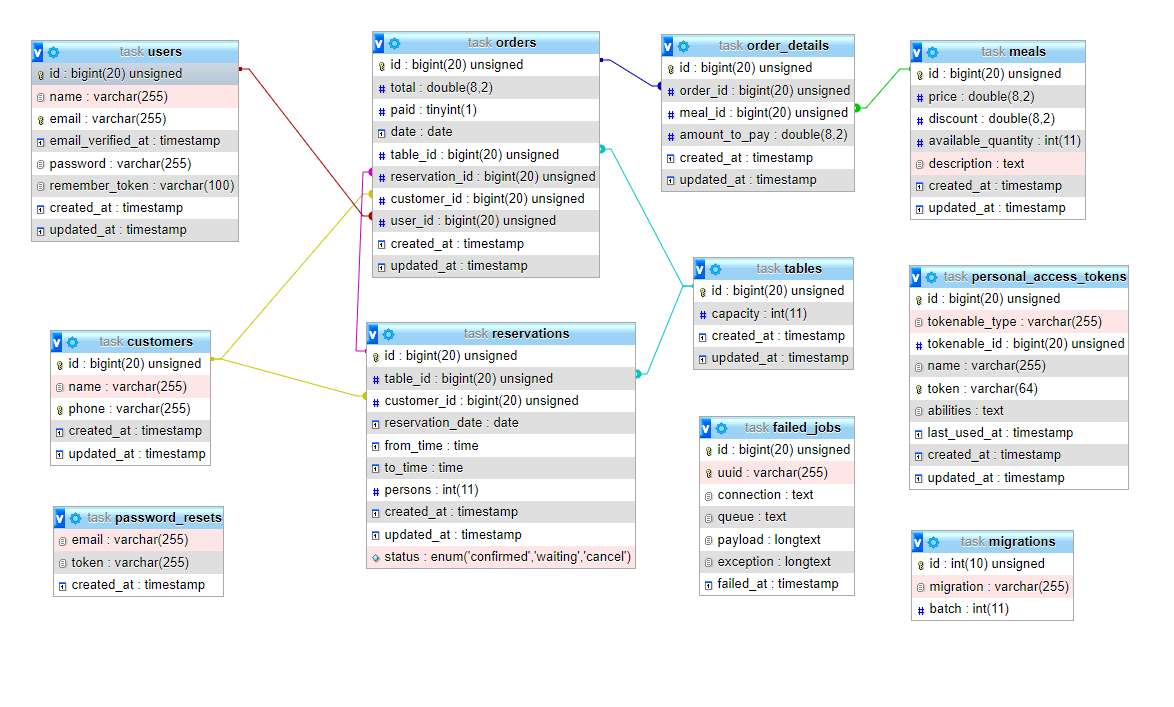 task users
id : bigint(20) unsigned
name : varchar(255)
email : varchar(255)
email_verified_at : timestamp
password : varchar(255)
remember_token : varchar(100)
created_at : timestamp
updated_at : timestamp
task orders
id : bigint(20) unsigned
total : double(8,2)
paid : tinyint(1)
date : date
table_id : bigint(20) unsigned
reservation_id : bigint(20) unsigned
customer_id : bigint(20) unsigned
user_id : bigint(20) unsigned
created_at : timestamp
updated_at : timestamp
task order_details
id : bigint(20) unsigned
order_id : bigint(20) unsigned
meal_id : bigint(20) unsigned
amount_to_pay : double(8,2)
created_at : timestamp
updated_at : timestamp
task meals
id : bigint(20) unsigned
price : double(8,2)
discount : double(8,2)
available_quantity : int(11)
description : text
created_at : timestamp
updated_at : timestamp
task customers
id : bigint(20) unsigned
name : varchar(255)
phone : varchar(255)
created_at : timestamp
updated_at : timestamp
task reservations
id : bigint(20) unsigned
table_id : bigint(20) unsigned
customer_id : bigint(20) unsigned
reservation_date : date
from_time : time
to_time : time
persons : int(11)
created_at : timestamp
updated_at : timestamp
status : enum('confirmed','waiting','cancel')
task tables
id : bigint(20) unsigned
capacity : int(11)
created_at : timestamp
updated_at : timestamp
task personal_access_tokens
id : bigint(20) unsigned
tokenable_type : varchar(255)
tokenable_id : bigint(20) unsigned
name : varchar(255)
token : varchar(64)
abilities : text
last_used_at : timestamp
created_at : timestamp
updated_at : timestamp
task password_resets
email : varchar(255)
token : varchar(255)
created_at : timestamp
task failed_jobs
id : bigint(20) unsigned
uuid : varchar(255)
connection : text
queue : text
payload : longtext
exception : longtext
failed_at : timestamp
task migrations
id : int(10) unsigned
migration : varchar(255)
batch : int(11)